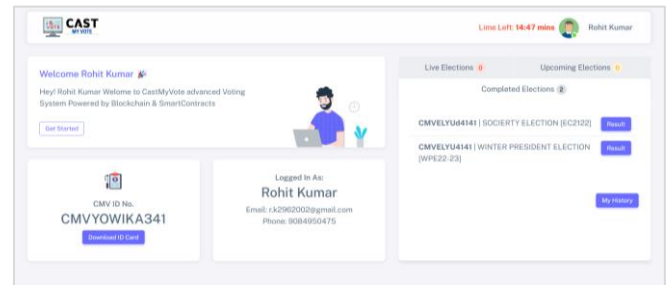 CAST
MY VOTE
Lime Left: 14:47 mins
Rohit Kumar
Welcome Rohit Kumar
Hey! Rohit Kumar Welome to CastMyVote advanced Voting
System Powered by Blockchain & SmartContracts
Get Started
CMV ID No.
CMVYOWIKA341
Download ID Card
Logged In As:
Rohit Kumar
Email: r.k2962002@gmail.com
Phone: 9084950475
Live Elections 0
Upcoming Elections 0
Completed Elections 2
CMVELYUd4141 | SOCIERTY ELECTION [EC2122]
Result
CMVELYU4141 | WINTER PRESIDENT ELECTION
[WPE22-23]
Result
My History